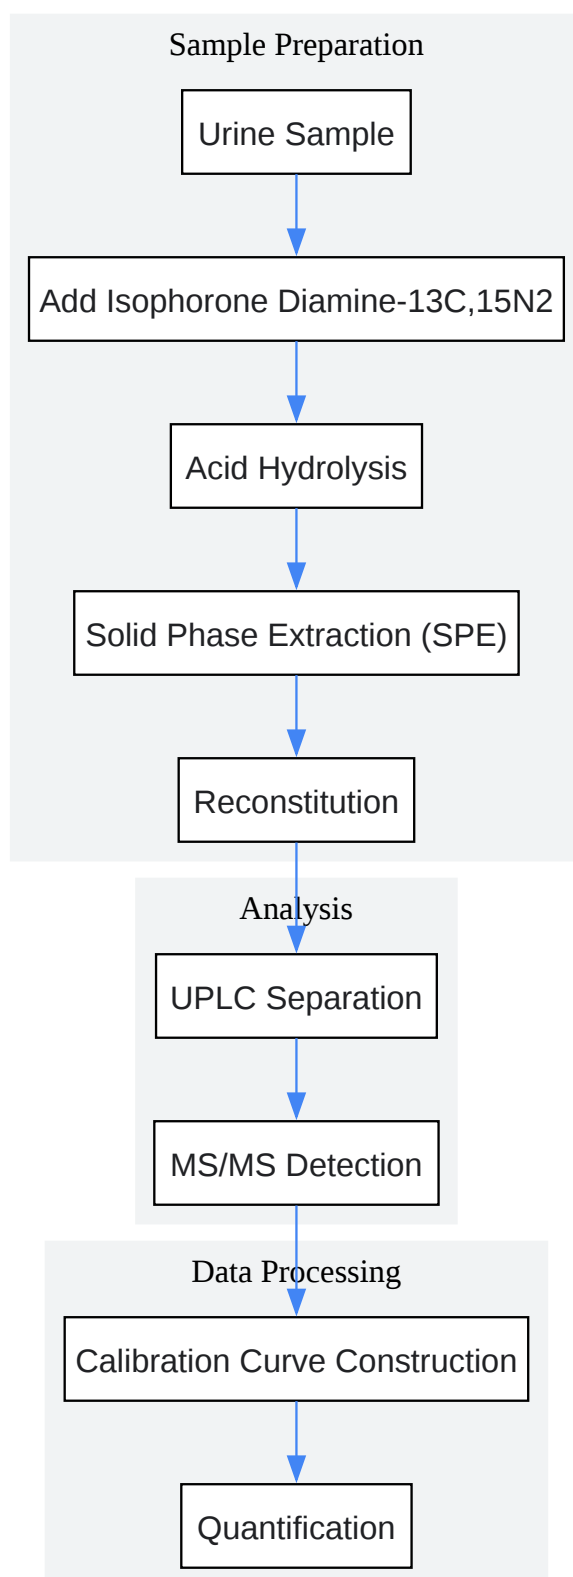 Sample Preparation
Urine Sample
Add Isophorone Diamine-13C,15N2
Acid Hydrolysis
Solid Phase Extraction (SPE)
Reconstitution
Analysis
UPLC Separation
MS/MS Detection
Data Processing
Calibration Curve Construction
Quantification